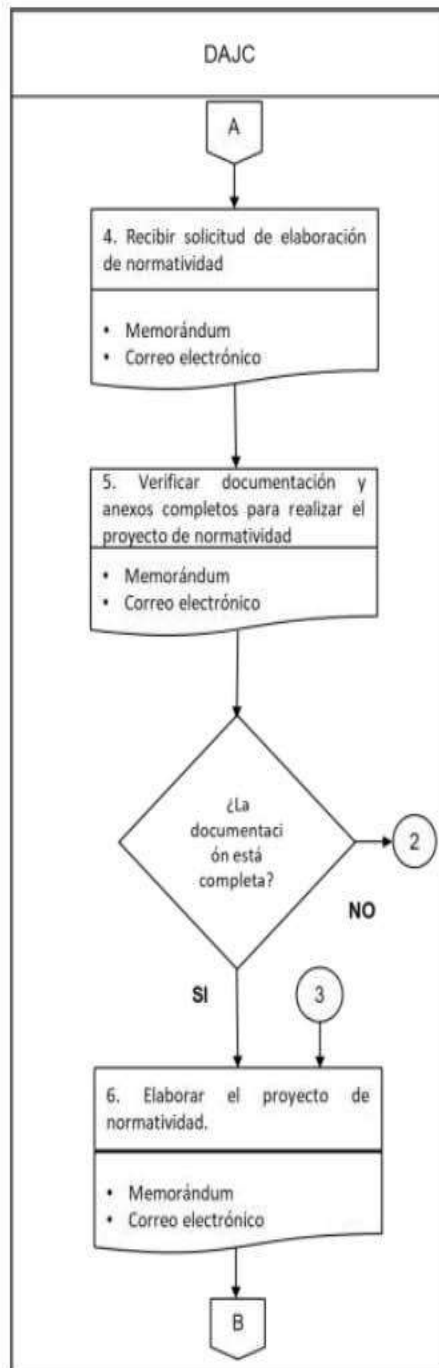 DAJC
A
4. Recibir solicitud de elaboración
de normatividad
• Memorándum
• Correo electrónico
5. Verificar documentación y
anexos completos para realizar el
proyecto de normatividad
• Memorándum
• Correo electrónico
¿La
documentaci
ón está
completa?
2
NO
SI
3
6. Elaborar el proyecto de
normatividad.
• Memorándum
• Correo electrónico
B